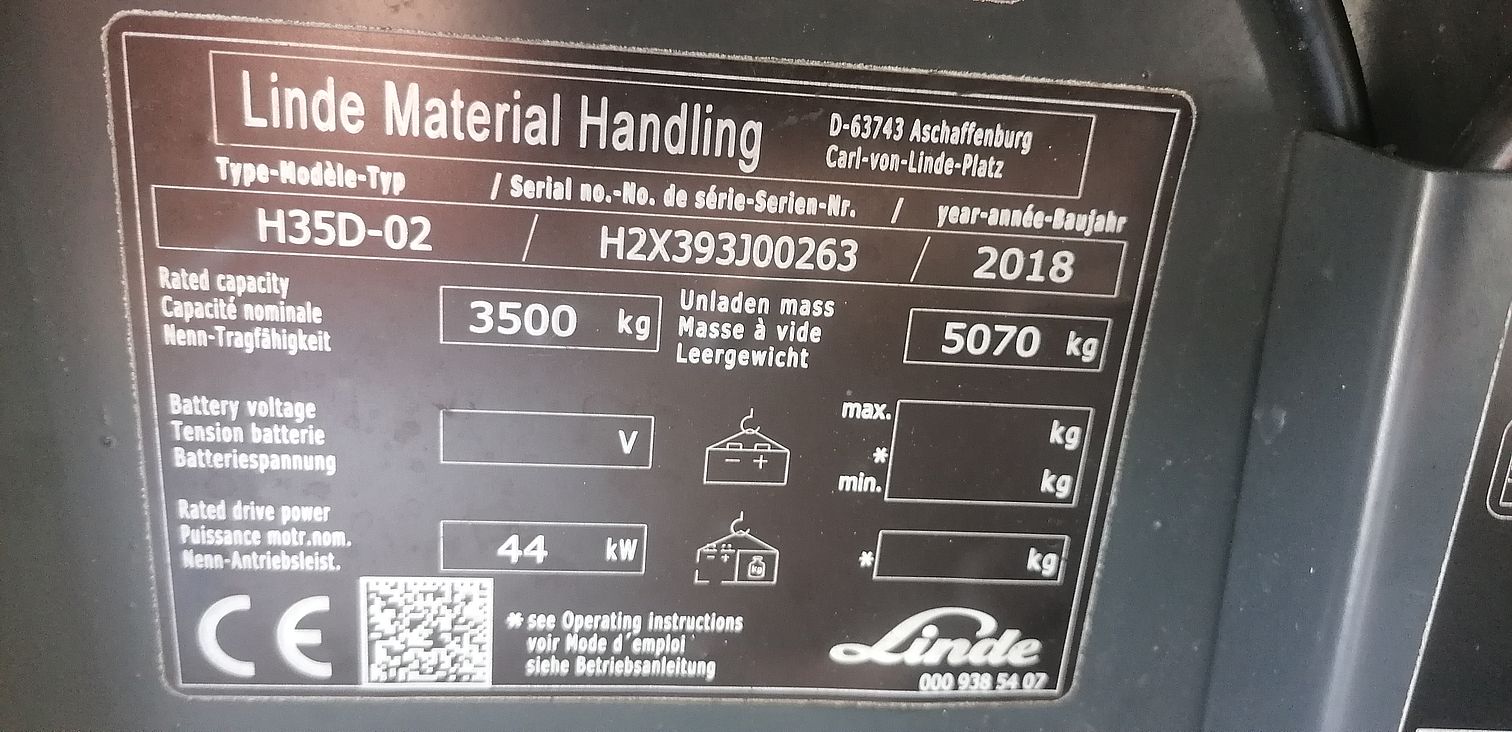 Linde Material Handling
D-63743 Aschaffenburg
Carl-von-Linde-Platz
Type-Modèle-Typ / Serial no.-No. de série-Serien-Nr. / year-année-Baujahr
H35D-02 / H2X393J00263 / 2018
Rated capacity
Capacité nominale
Nenn-Tragfähigkeit
3500 kg
Unladen mass
Masse à vide
Leergewicht
5070 kg
Battery voltage
Tension batterie
Batteriespannung
V
- +
max. kg
*
min. kg
Rated drive power
Puissance motr.nom.
Nenn-Antriebsleist.
44 kW
- +
kg
* kg
CE
* see Operating instructions
voir Mode d'emploi
siehe Betriebsanleitung
Linde
000 938 54 07